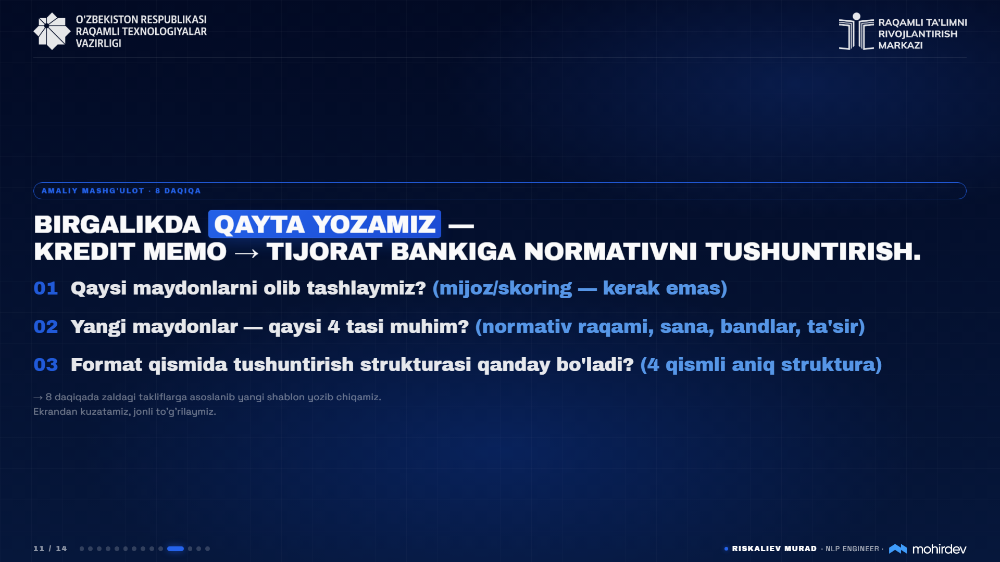 O'ZBEKISTON RESPUBLIKASI
RAQAMLI TEXNOLOGIYALAR
VAZIRLIGI
RAQAMLI TA'LIMNI
RIVOJLANTIRISH
MARKAZI
AMALIY MASHG'ULOT · 8 DAQIQA
BIRGALIKDA QAYTA YOZAMIZ —
KREDIT MEMO → TIJORAT BANKIGA NORMATIVNI TUSHUNTIRISH.
01 Qaysi maydonlarni olib tashlaymiz? (mijoz/skoring — kerak emas)
02 Yangi maydonlar — qaysi 4 tasi muhim? (normativ raqami, sana, bandlar, ta'sir)
03 Format qismida tushuntirish strukturasi qanday bo'ladi? (4 qismli aniq struktura)
→ 8 daqiqada zaldagi takliflarga asoslanib yangi shablon yozib chiqamiz.
Ekrandan kuzatamiz, jonli to'g'rilaymiz.
11 / 14
RISKALIEV MURAD · NLP ENGINEER · mohirdev